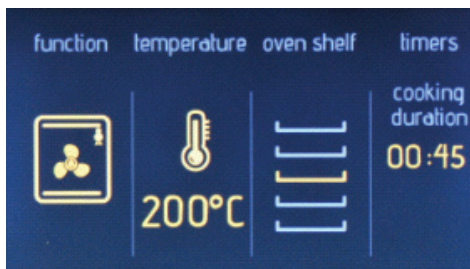 function temperature oven shelf timers
cooking
duration
00:45
200°C